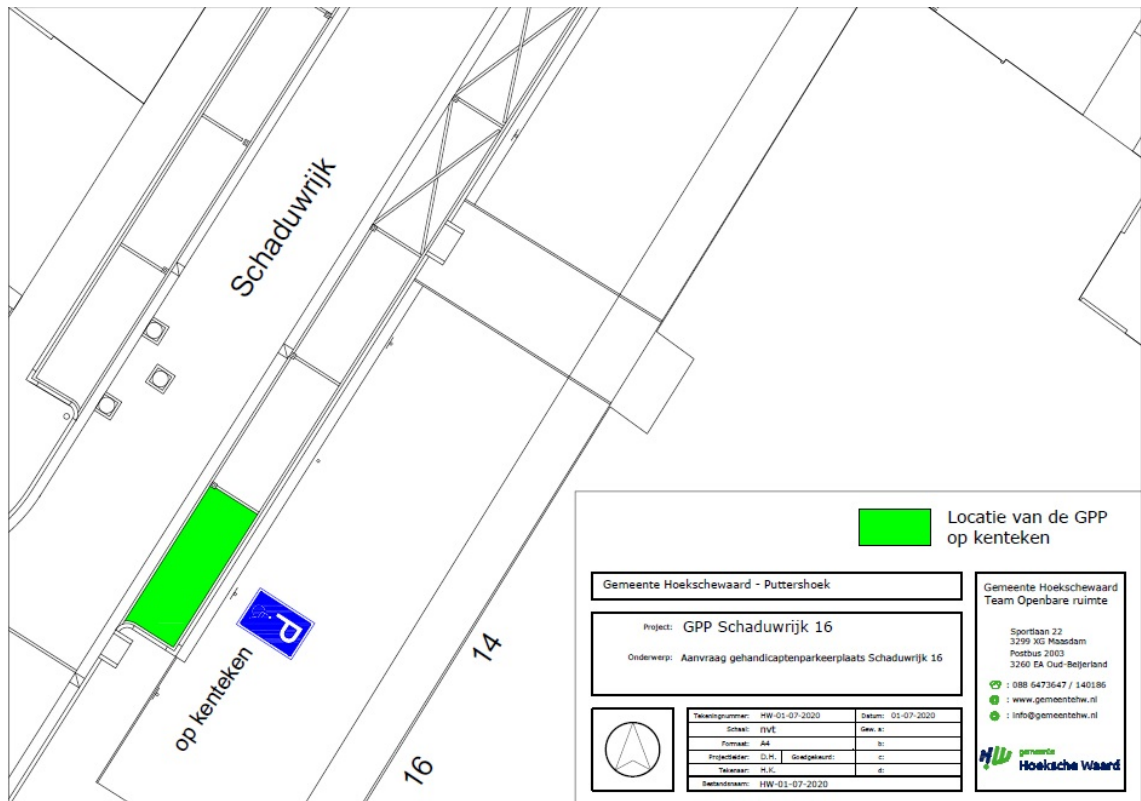 Schaduwrijk
P
op kenteken
14
16
Locatie van de GPP
op kenteken
Gemeente Hoekschewaard - Puttershoek
Project: GPP Schaduwrijk 16
Onderwerp: Aanvraag gehandicaptenparkeerplaats Schaduwrijk 16
Tekeningnummer: HW-01-07-2020 Datum: 01-07-2020
Schaal: nvt Gew. a:
Formaat: A4 b:
Projectleider: D.H. Goedgekeurd: c:
Tekenaar: H.K. d:
Bestandsnaam: HW-01-07-2020
Gemeente Hoekschewaard
Team Openbare ruimte
Sportlaan 22
3299 XG Maasdam
Postbus 2003
3260 EA Oud-Beijerland
: 088 6473647 / 140186
: www.gemeentehw.nl
: info@gemeentehw.nl
HW gemeente
Hoeksche Waard